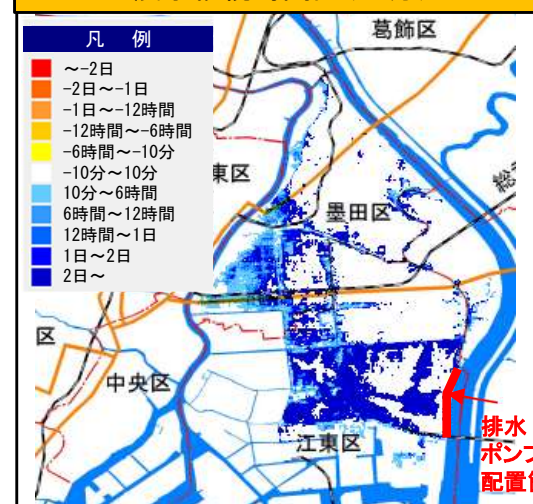 凡 例
～-2日
-2日～-1日
-1日～-12時間
-12時間～-6時間
-6時間～-10分
-10分～10分
10分～6時間
6時間～12時間
12時間～1日
1日～2日
2日～
葛飾区
東区
墨田区
区
中央区
江東区
排水
ポンプ
配置